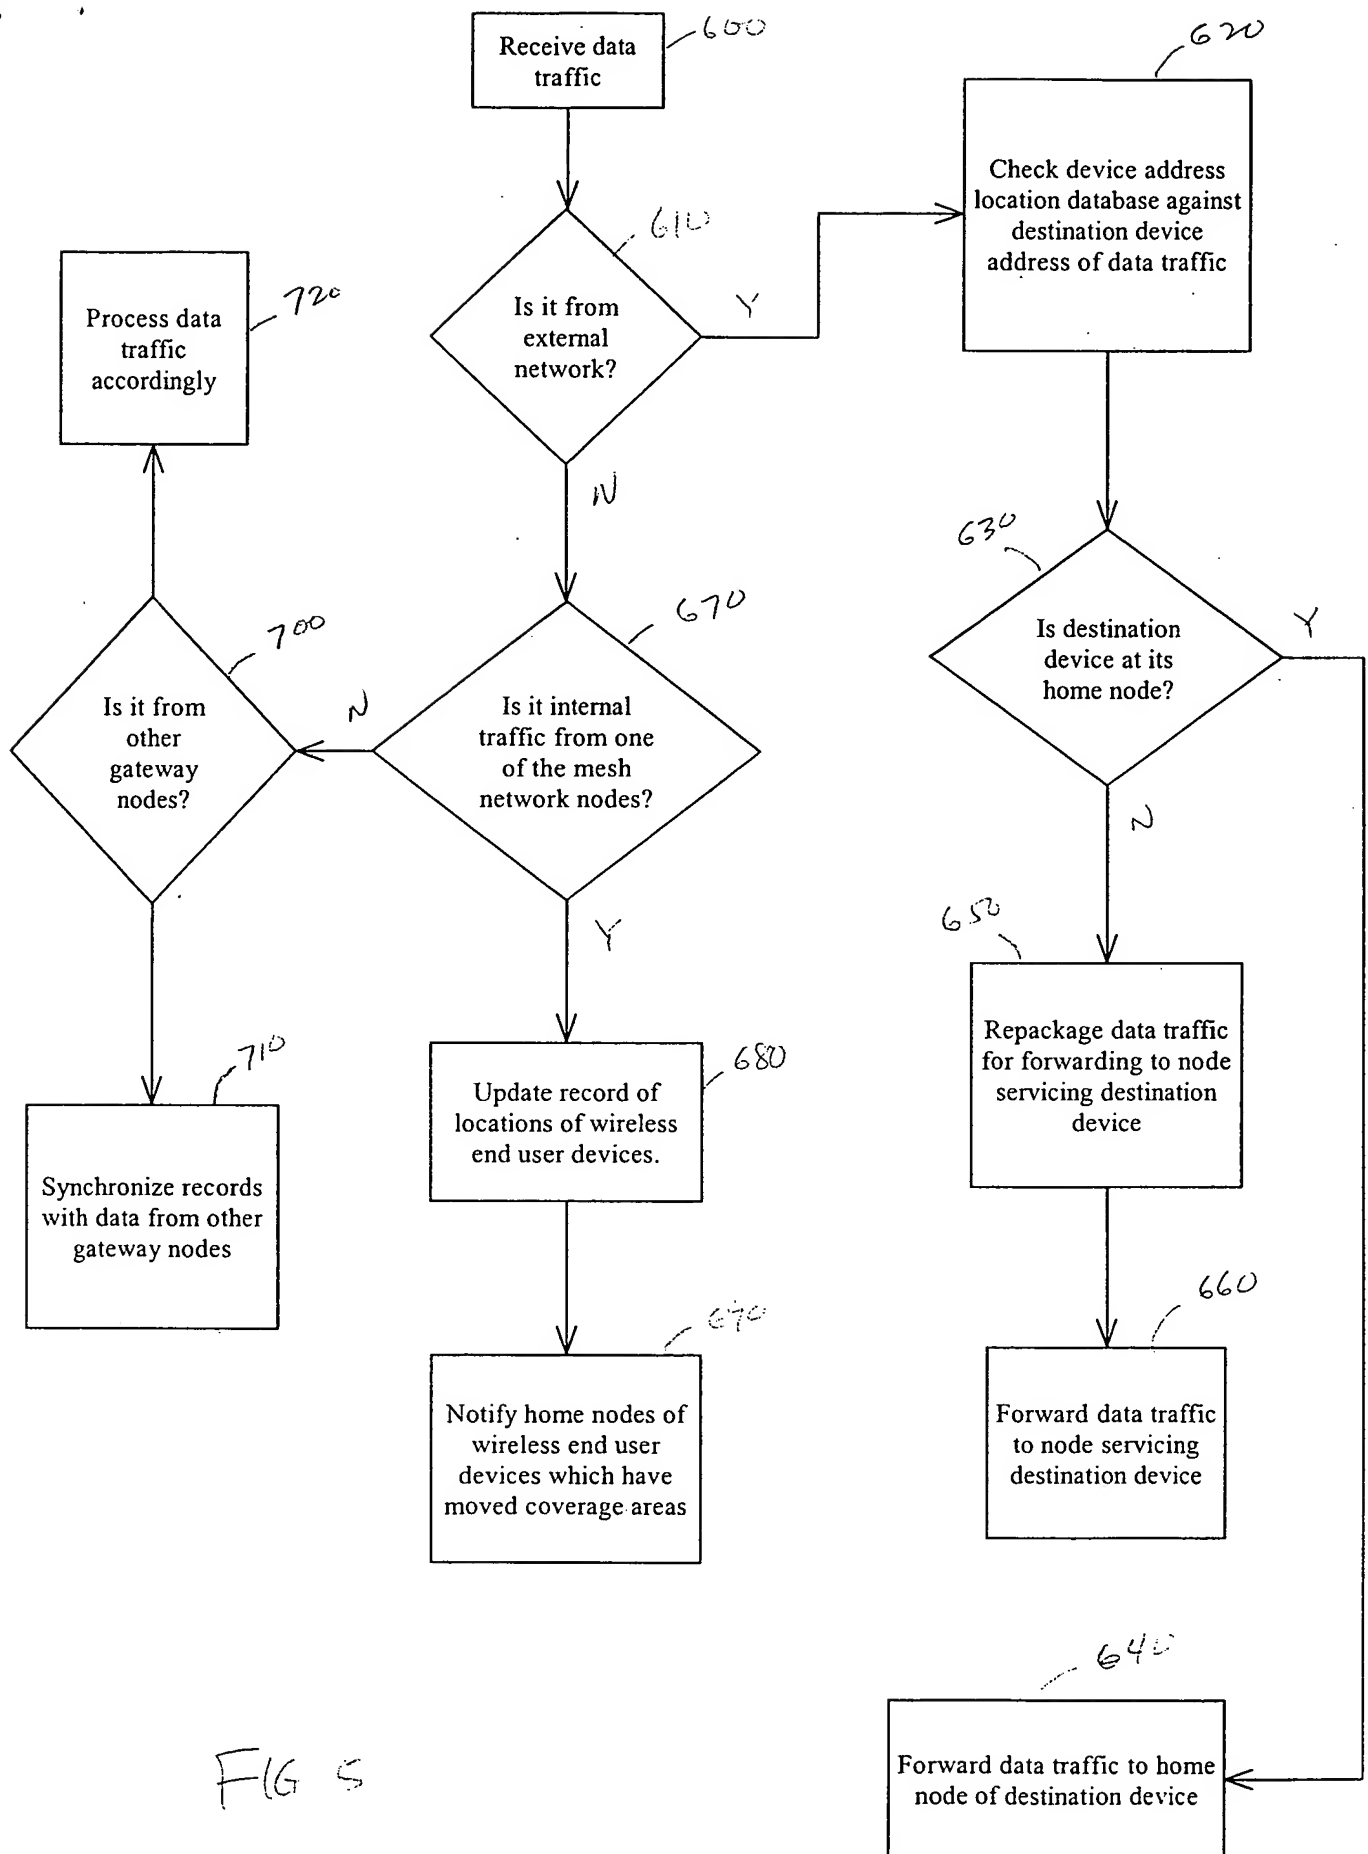 Receive data
traffic
600
620
Check device address
location database against
destination device
address of data traffic
610
Is it from
external
network?
Y
N
Process data
traffic
accordingly
720
630
Is destination
device at its
home node?
Y
N
670
Is it internal
traffic from one
of the mesh
network nodes?
N
Y
700
Is it from
other
gateway
nodes?
650
Repackage data traffic
for forwarding to node
servicing destination
device
680
Update record of
locations of wireless
end user devices.
710
Synchronize records
with data from other
gateway nodes
660
Forward data traffic
to node servicing
destination device
690
Notify home nodes of
wireless end user
devices which have
moved coverage areas
640
Forward data traffic to home
node of destination device
FIG 5